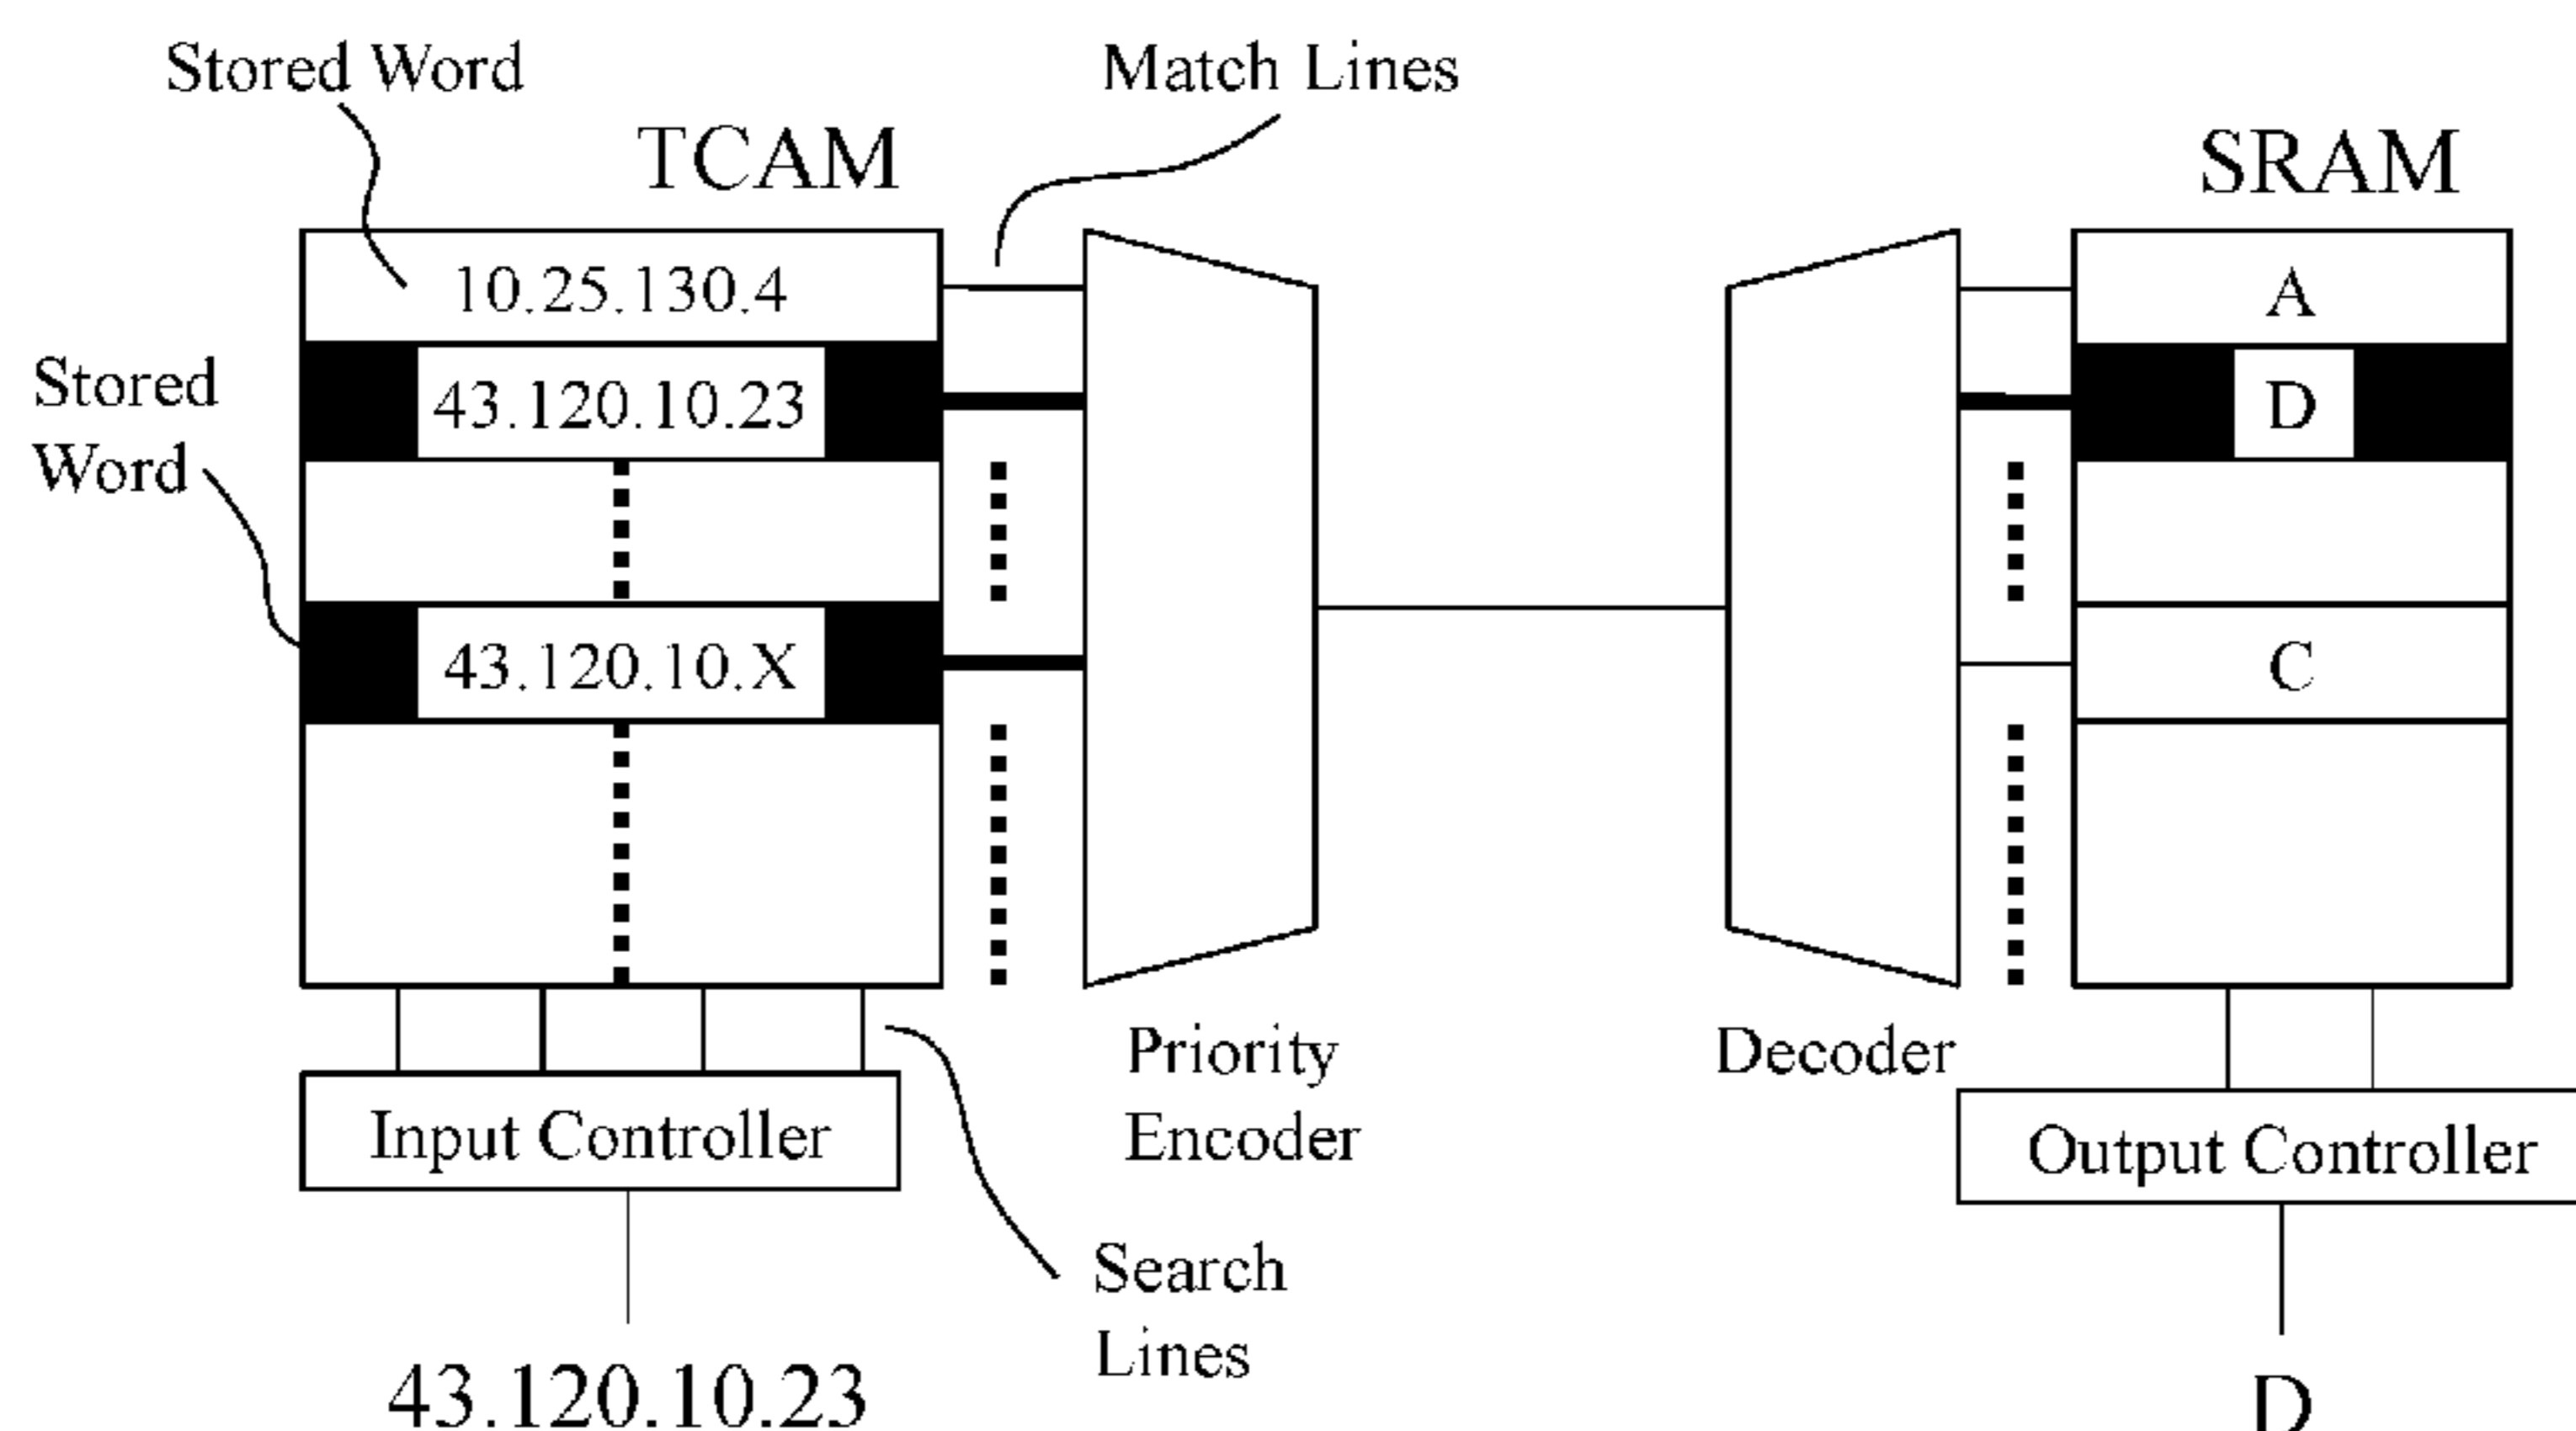 Stored Word
Match Lines
TCAM
SRAM
10.25.130.4
A
Stored
Word
43.120.10.23
D
43.120.10.X
C
Priority
Encoder
Decoder
Input Controller
Output Controller
Search
Lines
43.120.10.23
D